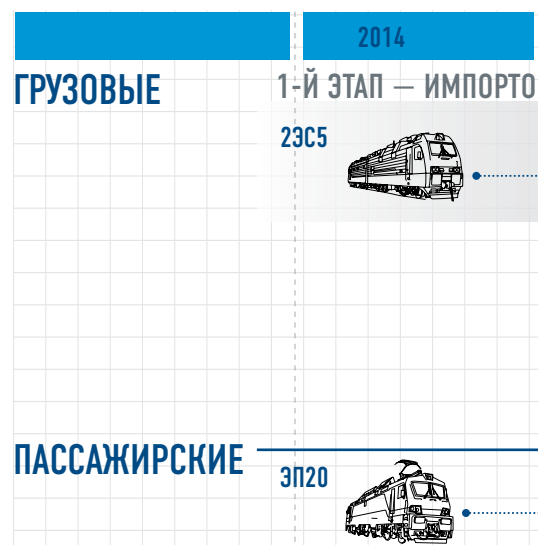 2014
ГРУЗОВЫЕ
1-Й ЭТАП — ИМПОРТО
2ЭС5
ПАССАЖИРСКИЕ
ЭП20